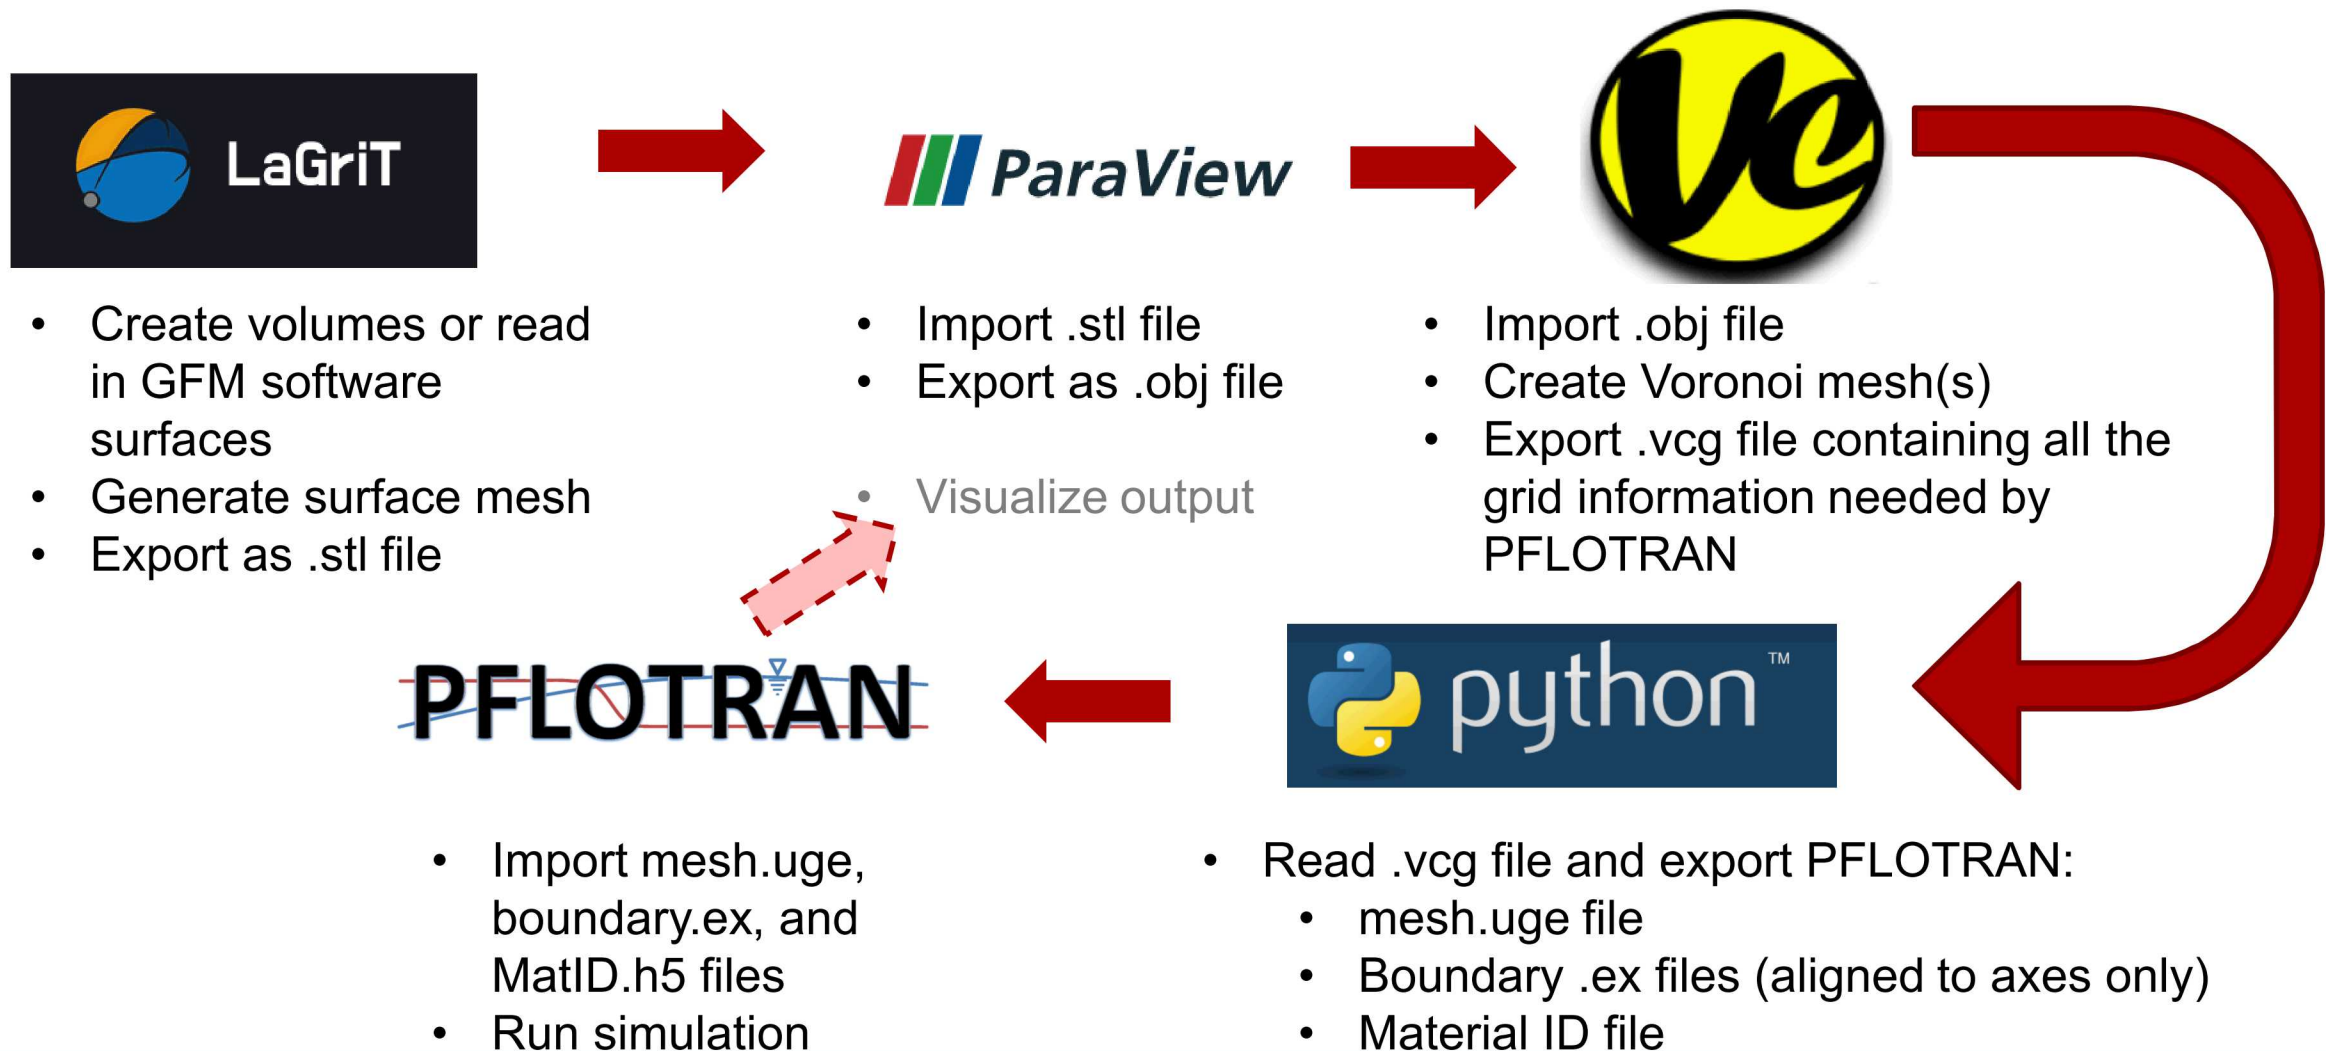 LaGriT
• Create volumes or read
in GFM software
surfaces
• Generate surface mesh
• Export as .stl file
ParaView
• Import .stl file
• Export as .obj file
• Visualize output
Vc
• Import .obj file
• Create Voronoi mesh(s)
• Export .vcg file containing all the
grid information needed by
PFLOTRAN
PFLOTRAN
• Import mesh.uge,
boundary.ex, and
MatID.h5 files
• Run simulation
python™
• Read .vcg file and export PFLOTRAN:
• mesh.uge file
• Boundary .ex files (aligned to axes only)
• Material ID file